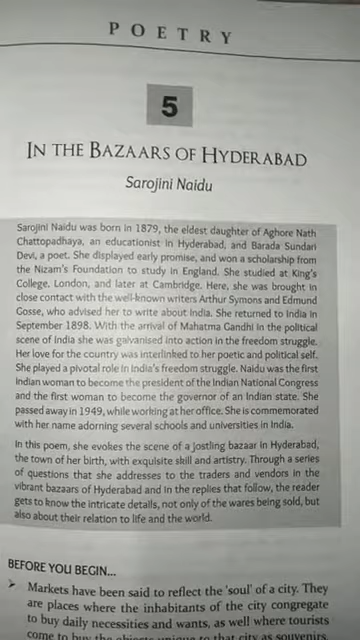 POETRY
5
IN THE BAZAARS OF HYDERABAD
Sarojini Naidu
Sarojini Naidu was born in 1879, the eldest daughter of Aghore Nath
Chattopadhaya, an educationist in Hyderabad, and Barada Sundari
Devi, a poet. She displayed early promise, and won a scholarship from
the Nizam's Foundation to study in England. She studied at King's
College, London, and later at Cambridge. Here, she was brought in
close contact with the well-known writers Arthur Symons and Edmund
Gosse, who advised her to write about India. She returned to India in
September 1898. With the arrival of Mahatma Gandhi in the political
scene of India she was galvanised into action in the freedom struggle.
Her love for the country was interlinked to her poetic and political self.
She played a pivotal role in India's freedom struggle. Naidu was the first
Indian woman to become the president of the Indian National Congress
and the first woman to become the governor of an Indian state. She
passed away in 1949, while working at her office. She is commemorated
with her name adorning several schools and universities in India.
In this poem, she evokes the scene of a jostling bazaar in Hyderabad,
the town of her birth, with exquisite skill and artistry. Through a series
of questions that she addresses to the traders and vendors in the
vibrant bazaars of Hyderabad and in the replies that follow, the reader
gets to know the intricate details, not only of the wares being sold, but
also about their relation to life and the world.
BEFORE YOU BEGIN...
➤ Markets have been said to reflect the 'soul' of a city. They
are places where the inhabitants of the city congregate
to buy daily necessities and wants, as well where tourists
come to buy the objects unique to that city as souvenirs.